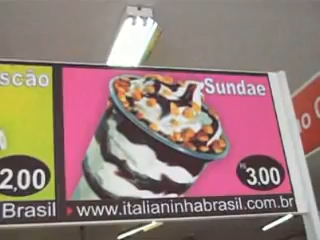 scão
Sundae
2,00
R$ 3,00
Brasil
www.italianinhabrasil.com.br